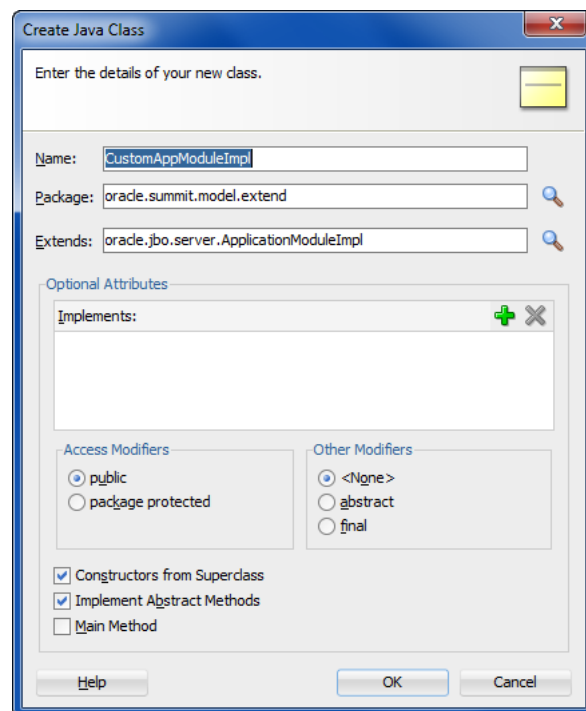 Create Java Class
Enter the details of your new class.
Name: CustomAppModuleImpl
Package: oracle.summit.model.extend
Extends: oracle.jbo.server.ApplicationModuleImpl
Optional Attributes
Implements:
Access Modifiers
public
package protected
Other Modifiers
<None>
abstract
final
Constructors from Superclass
Implement Abstract Methods
Main Method
Help OK Cancel